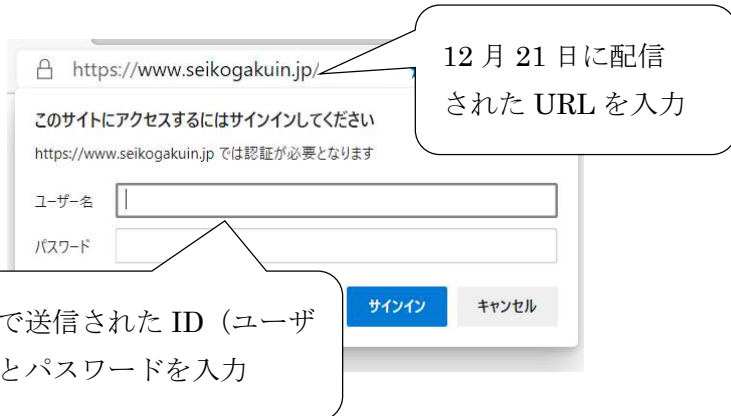 https://www.seikogakuin.jp/
12 月 21 日に配信
された URL を入力
このサイトにアクセスするにはサインインしてください
https://www.seikogakuin.jp では認証が必要となります
ユーザー名
パスワード
サインイン
キャンセル
で送信された ID（ユーザ
とパスワードを入力